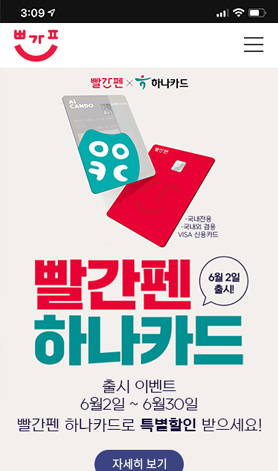 3:09
빨간펜
빨간펜 × 하나카드
AI
CANDO
빨간펜
-국내전용
-국내외 겸용
VISA 신용카드
빨간펜
6월 2일
출시!
하나카드
출시 이벤트
6월2일 ~ 6월30일
빨간펜 하나카드로 특별할인 받으세요!
자세히 보기